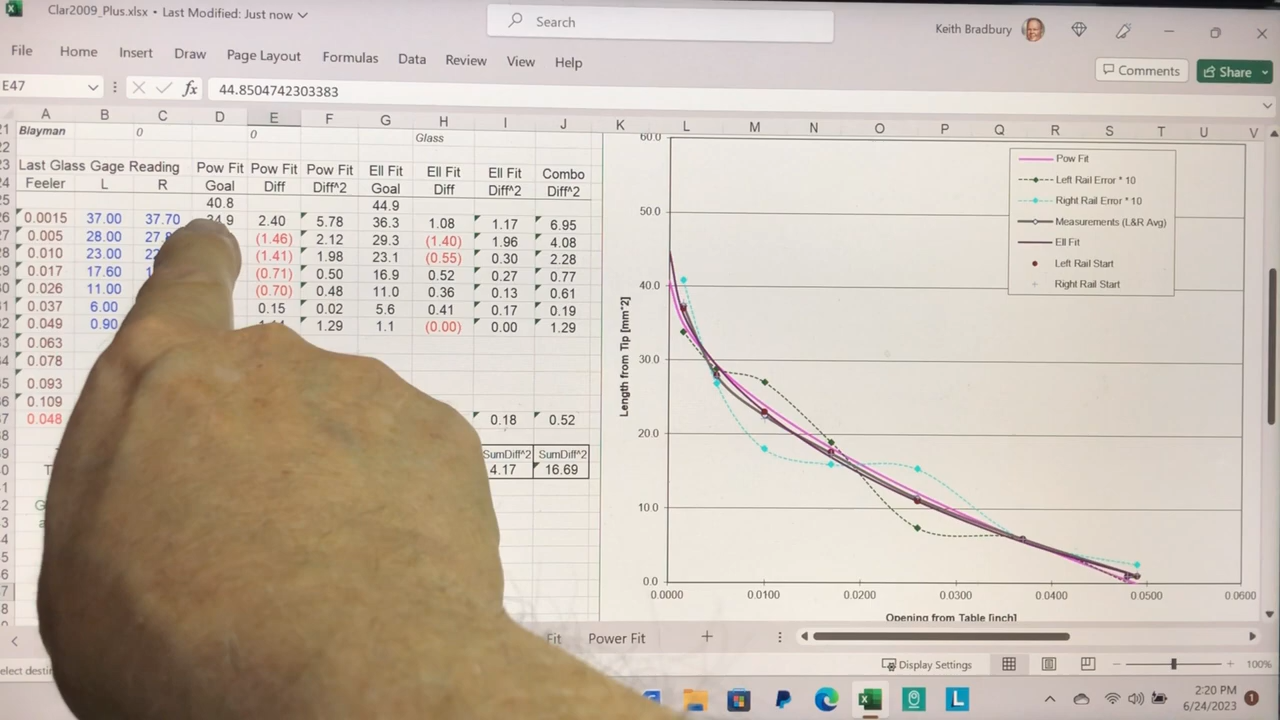 Clar2009_Plus.xlsx • Last Modified: Just now
Search
Keith Bradbury
File Home Insert Draw Page Layout Formulas Data Review View Help
Comments Share
E47 fx 44.8504742303383
A B C D E F G H I J K L M N O P Q R S T U V
Blayman 0 0 Glass
Last Glass Gage Reading Pow Fit Pow Fit Pow Fit Ell Fit Ell Fit Ell Fit Combo
Feeler L R Goal Diff Diff^2 Goal Diff Diff^2 Diff^2
40.8 44.9
0.0015 37.00 37.70 2.40 5.78 36.3 1.08 1.17 6.95
0.005 28.00 (1.46) 2.12 29.3 (1.40) 1.96 4.08
0.010 23.00 (1.41) 1.98 23.1 (0.55) 0.30 2.28
0.017 17.60 (0.71) 0.50 16.9 0.52 0.27 0.77
0.026 11.00 (0.70) 0.48 11.0 0.36 0.13 0.61
0.037 6.00 0.15 0.02 5.6 0.41 0.17 0.19
0.049 0.90 1.29 1.1 (0.00) 0.00 1.29
0.063
0.078
0.093
0.109
0.048 0.18 0.52
SumDiff^2 SumDiff^2
4.17 16.69
60.0
50.0
40.0
30.0
20.0
10.0
0.0
Length from Tip [mm^2]
0.0000 0.0100 0.0200 0.0300 0.0400 0.0500 0.0600
Opening from Table [inch]
Pow Fit
Left Rail Error * 10
Right Rail Error * 10
Measurements (L&R Avg)
Ell Fit
Left Rail Start
Right Rail Start
Fit Power Fit
Display Settings 100%
2:20 PM
6/24/2023
1